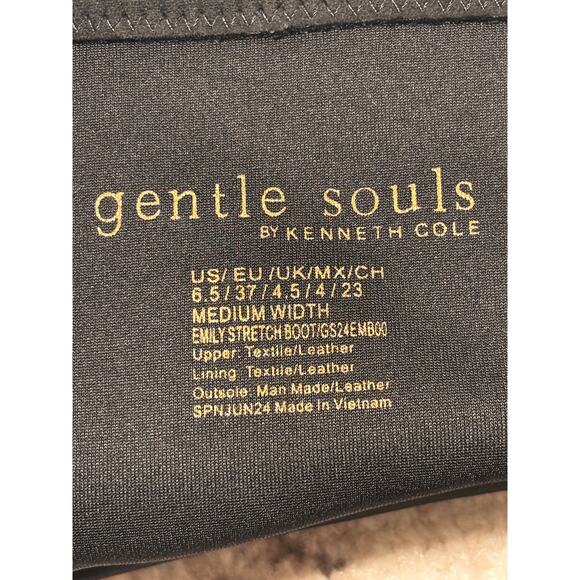 gentle souls
BY KENNETH COLE
US/ EU /UK/MX/CH
6.5/37/4.5/4/23
MEDIUM WIDTH
EMILY STRETCH BOOT/GS24EMB00
Upper: Textile/Leather
Lining: Textile/Leather
Outsole: Man Made/Leather
SPNJUN24 Made in Vietnam